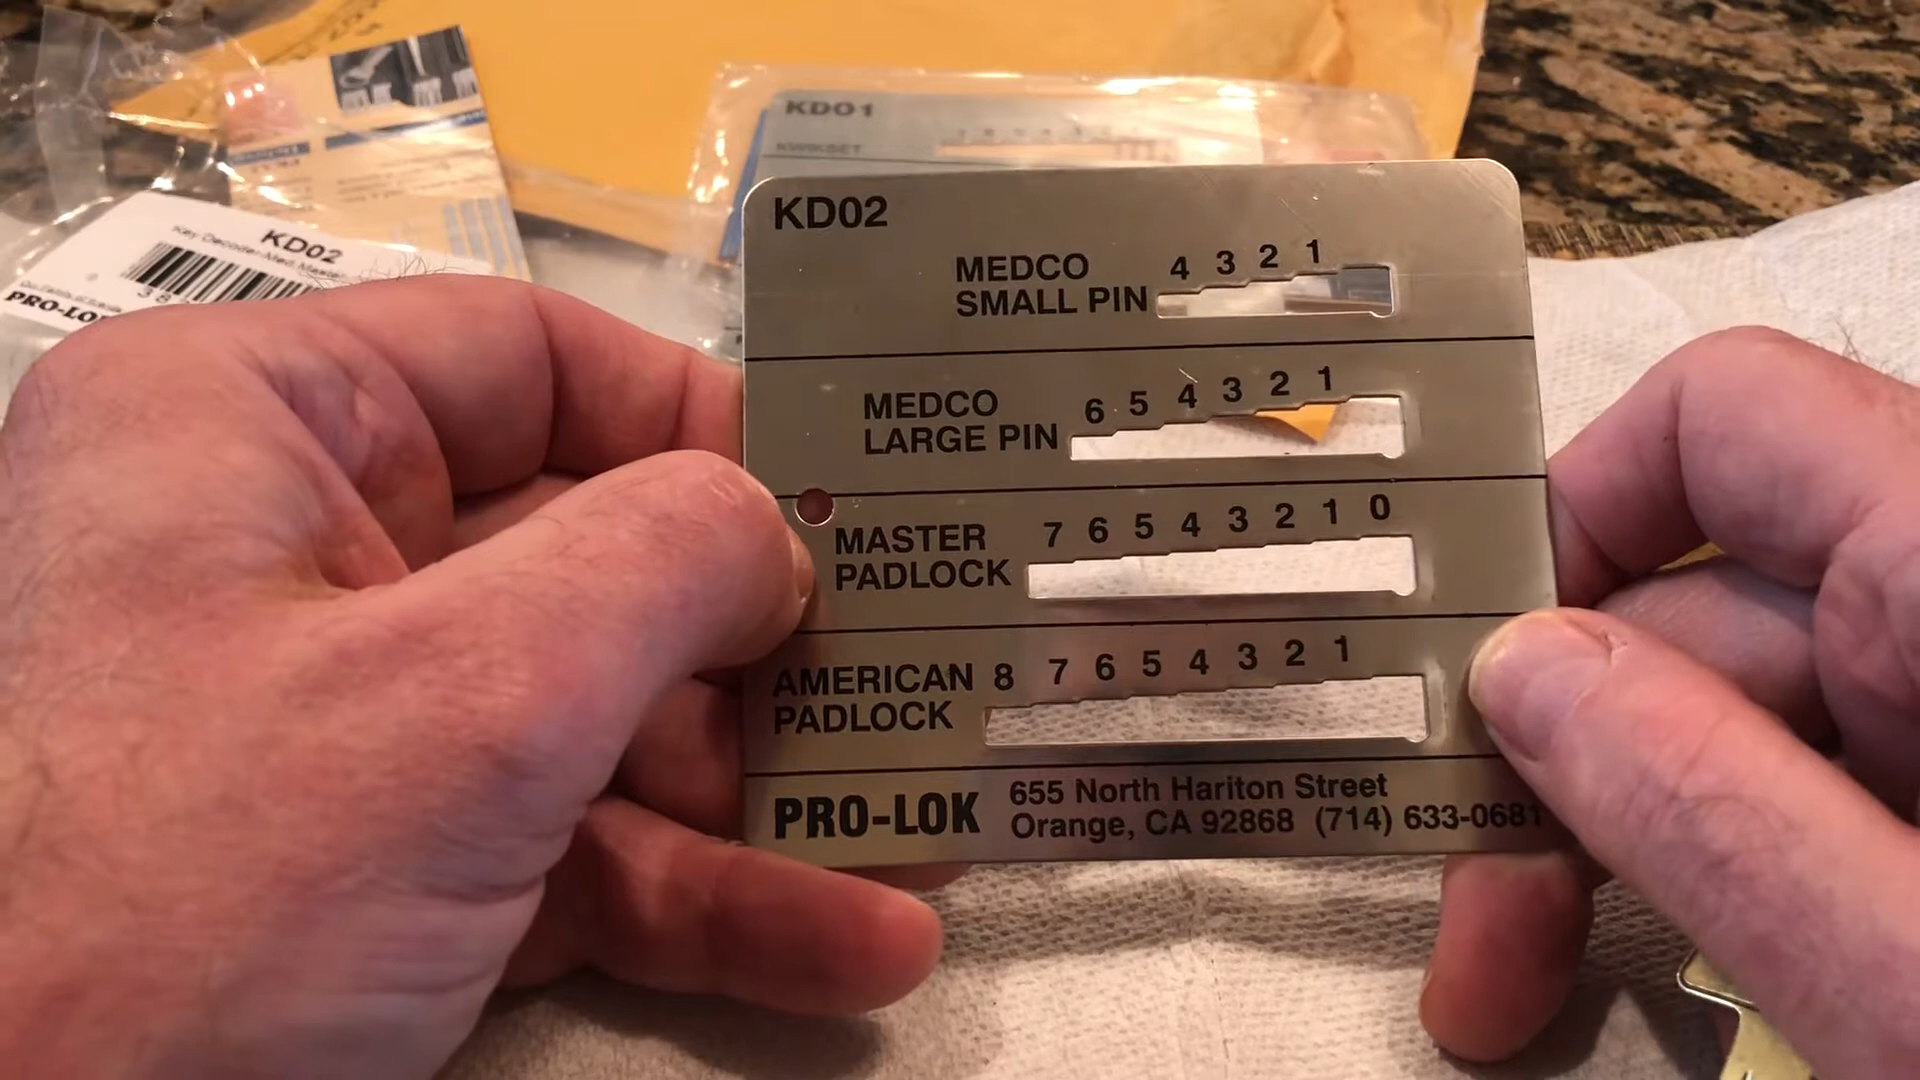 KD01
KWIKSET
KD02
PRO-LO
KD02
MEDCO
SMALL PIN
4 3 2 1
MEDCO
LARGE PIN
6 5 4 3 2 1
MASTER
PADLOCK
7 6 5 4 3 2 1 0
AMERICAN
PADLOCK
8 7 6 5 4 3 2 1
PRO-LOK
655 North Hariton Street
Orange, CA 92868 (714) 633-0681